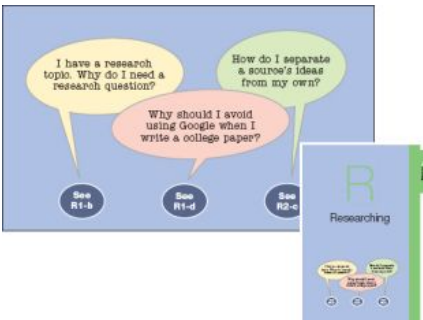 I have a research
topic. Why do I need a
research question?
How do I separate
a source's ideas
from my own?
Why should I avoid
using Google when I
write a college paper?
See
R1-b
See
R1-d
See
R2-c
R
Researching